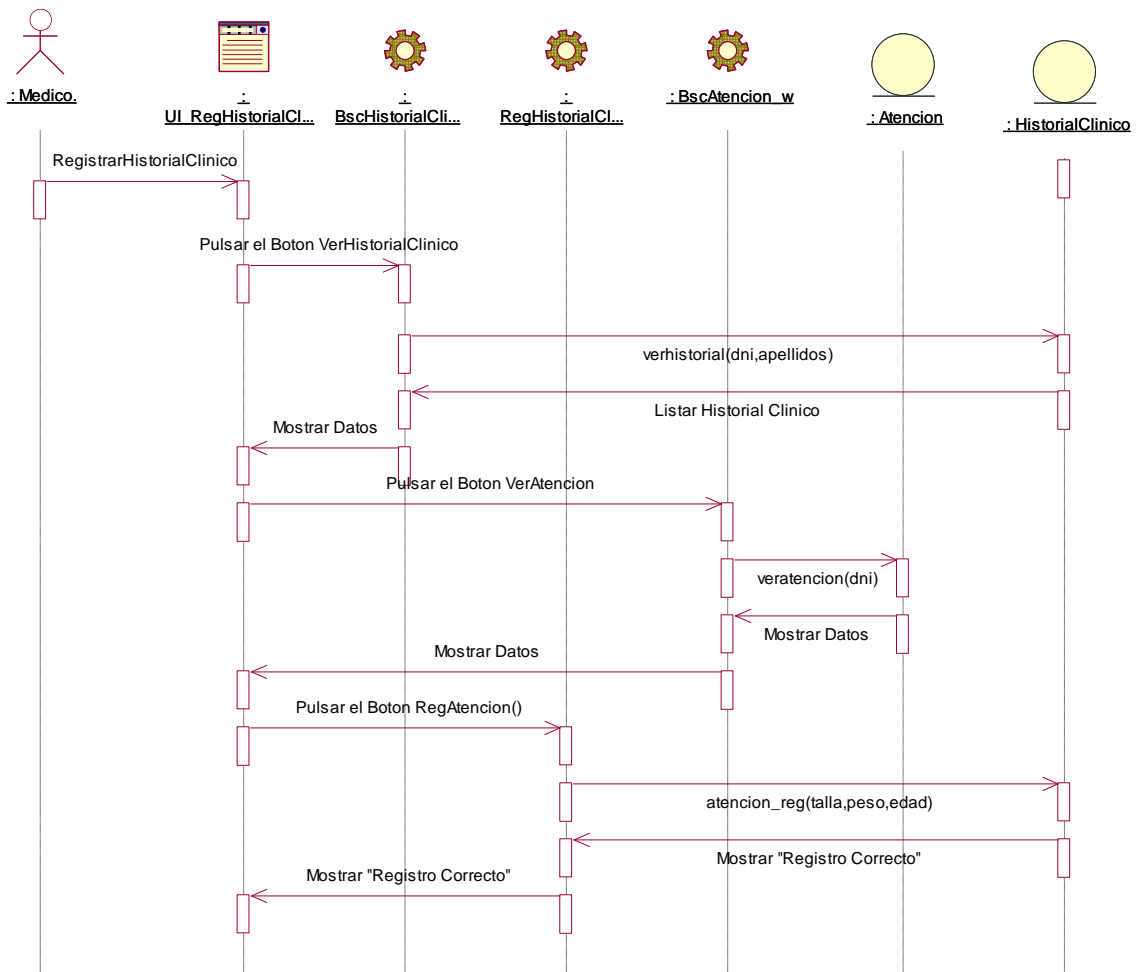 : Medico.
:
UI_RegHistorialCl...
:
BscHistorialCli...
:
RegHistorialCl...
: BscAtencion_w
: Atencion
: HistorialClinico
RegistrarHistorialClinico
Pulsar el Boton VerHistorialClinico
verhistorial(dni,apellidos)
Listar Historial Clinico
Mostrar Datos
Pulsar el Boton VerAtencion
veratencion(dni)
Mostrar Datos
Mostrar Datos
Pulsar el Boton RegAtencion()
atencion_reg(talla,peso,edad)
Mostrar "Registro Correcto"
Mostrar "Registro Correcto"